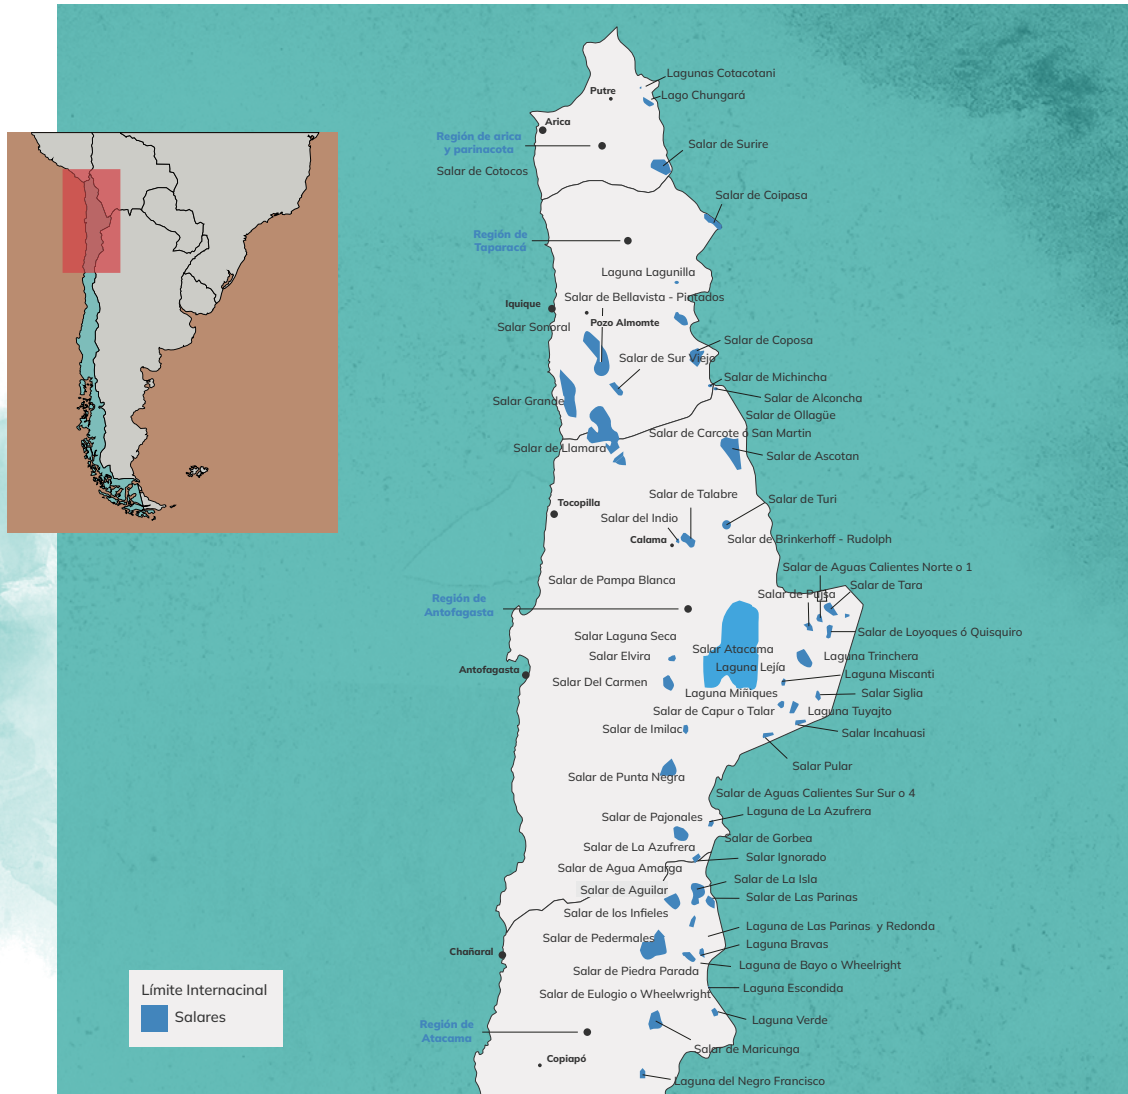 Lagunas Cotacotani
Putre
Lago Chungará
Arica
Región de arica
y parinacota
Salar de Surire
Salar de Cotocos
Salar de Coipasa
Región de
Taparacá
Laguna Lagunilla
Salar de Bellavista - Pintados
Iquique
Pozo Almomte
Salar Sonoral
Salar de Coposa
Salar de Sur Viejo
Salar de Michincha
Salar de Alconcha
Salar Grande
Salar de Ollagüe
Salar de Carcote ó San Martin
Salar de Llamara
Salar de Ascotan
Salar de Talabre
Salar de Turi
Tocopilla
Salar del Indio
Calama
Salar de Brinkerhoff - Rudolph
Salar de Aguas Calientes Norte o 1
Salar de Pampa Blanca
Salar de Tara
Salar de Pujsa
Región de
Antofagasta
Salar de Loyoques ó Quisquiro
Salar Laguna Seca
Salar Atacama
Salar Elvira
Laguna Trinchera
Laguna Lejía
Antofagasta
Laguna Miscanti
Salar Del Carmen
Laguna Miñiques
Salar Siglia
Salar de Capur o Talar
Laguna Tuyajto
Salar de Imilac
Salar Incahuasi
Salar Pular
Salar de Punta Negra
Salar de Aguas Calientes Sur Sur o 4
Laguna de La Azufrera
Salar de Pajonales
Salar de Gorbea
Salar de La Azufrera
Salar Ignorado
Salar de Agua Amarga
Salar de La Isla
Salar de Aguilar
Salar de Las Parinas
Salar de los Infieles
Laguna de Las Parinas y Redonda
Salar de Pedermales
Laguna Bravas
Chañaral
Laguna de Bayo o Wheelright
Salar de Piedra Parada
Laguna Escondida
Salar de Eulogio o Wheelwright
Laguna Verde
Región de
Atacama
Salar de Maricunga
Copiapó
Laguna del Negro Francisco
Límite Internacinal
Salares